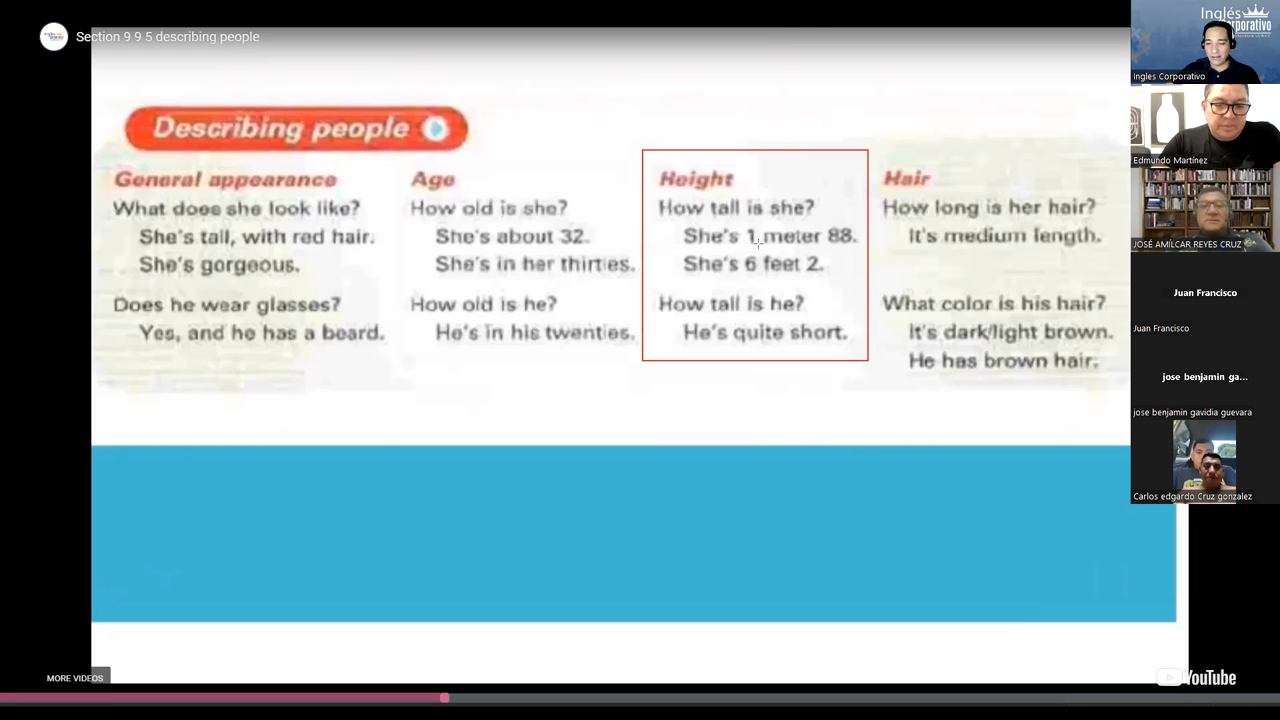 Section 9 9 5 describing people
Describing people
General appearance
What does she look like?
She's tall, with red hair.
She's gorgeous.
Does he wear glasses?
Yes, and he has a beard.
Age
How old is she?
She's about 32.
She's in her thirties.
How old is he?
He's in his twenties.
Height
How tall is she?
She's 1 meter 88.
She's 6 feet 2.
How tall is he?
He's quite short.
Hair
How long is her hair?
It's medium length.
What color is his hair?
It's dark/light brown.
He has brown hair.
Inglés
Corporativo
Ingles Corporativo
Edmundo Martínez
JOSÉ AMÍLCAR REYES CRUZ
Juan Francisco
Juan Francisco
jose benjamin ga...
jose benjamin gavidia guevara
Carlos edgardo Cruz gonzalez
MORE VIDEOS
YouTube